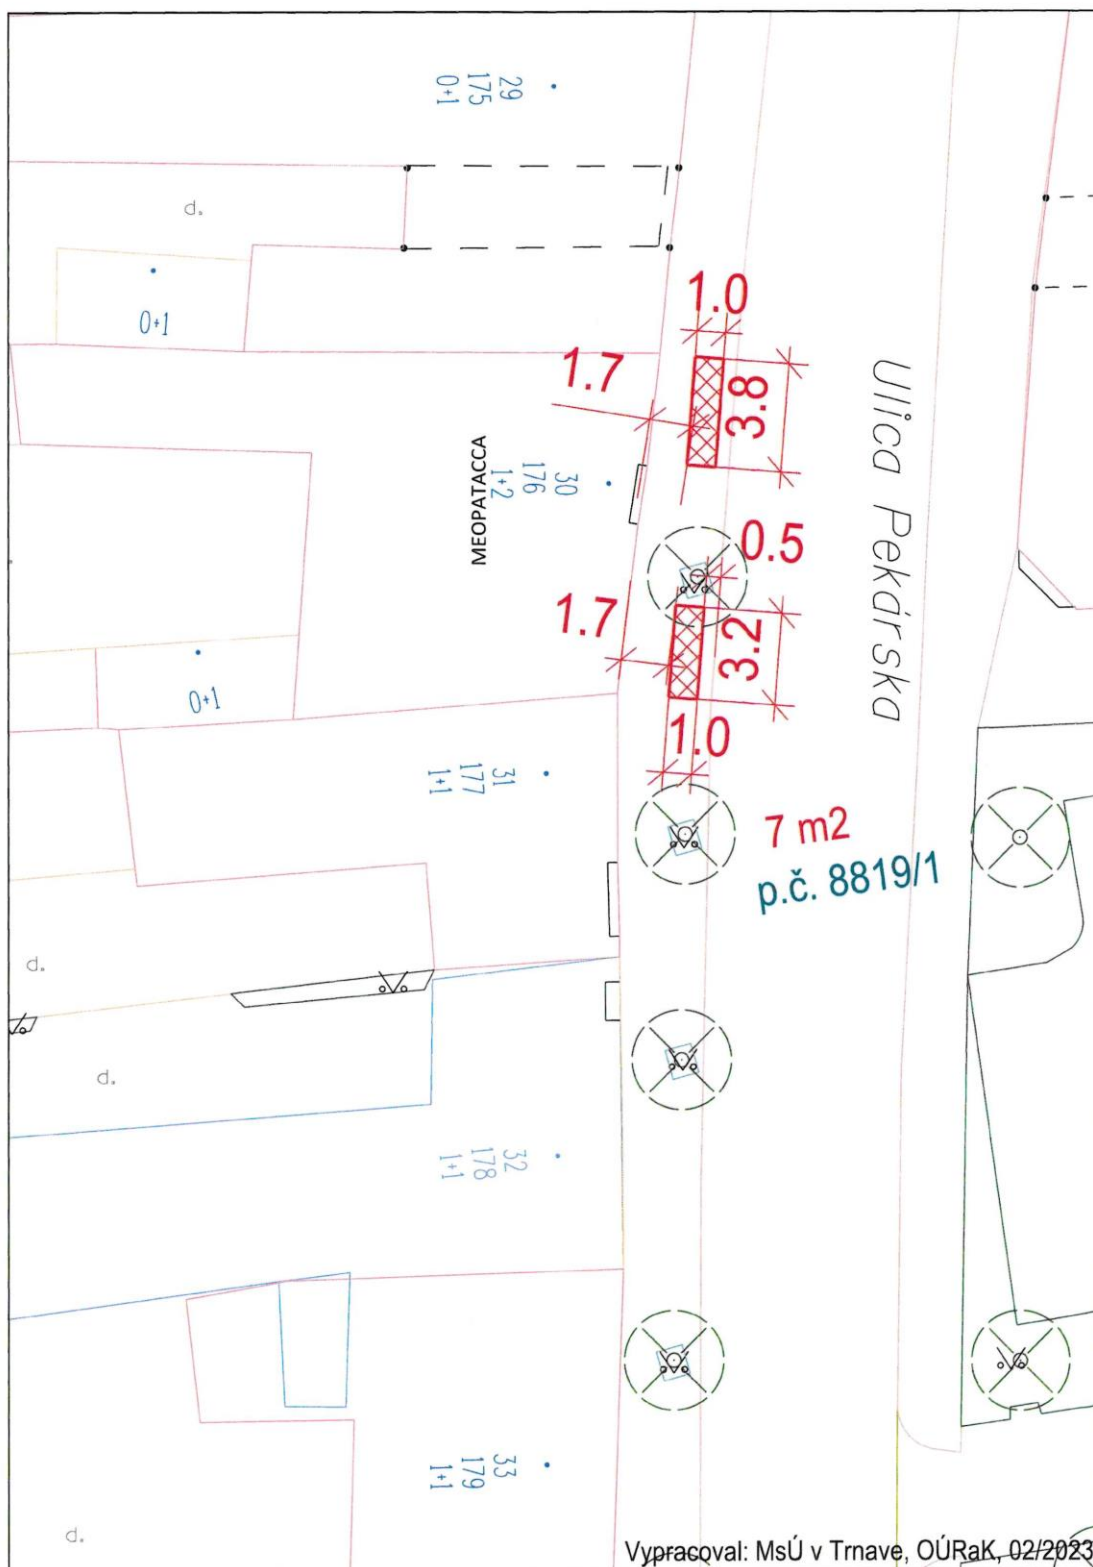 29
175
0+1
d.
0+1
1.0
1.7
3.8
Ulica Pekárska
MEOPATACCA
30
176
1+2
0.5
1.7
3.2
0+1
1.0
31
177
1+1
7 m2
p.č. 8819/1
d.
d.
32
178
1+1
33
179
1+1
d.
Vypracoval: MsÚ v Trnave, OÚRaK, 02/2023